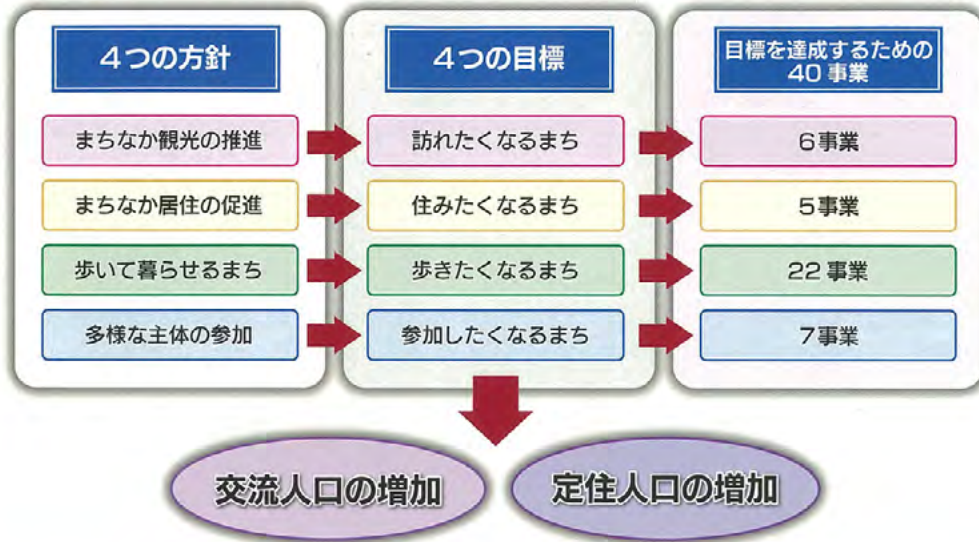 4つの方針
4つの目標
目標を達成するための
40事業
まちなか観光の推進
訪れたくなるまち
6事業
まちなか居住の促進
住みたくなるまち
5事業
歩いて暮らせるまち
歩きたくなるまち
22事業
多様な主体の参加
参加したくなるまち
7事業
交流人口の増加
定住人口の増加